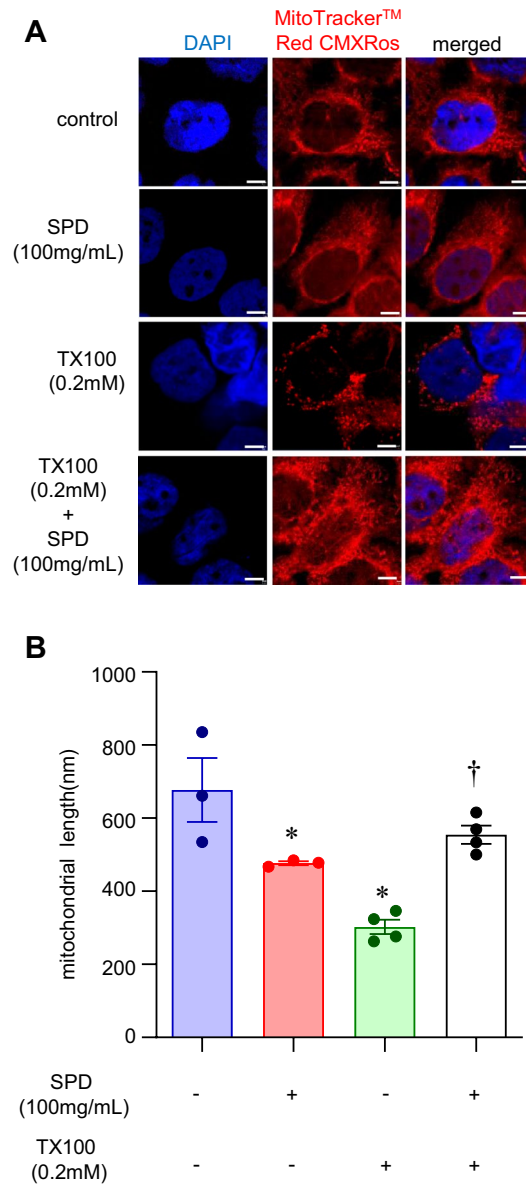 A
DAPI
MitoTracker™
Red CMXRos
merged
control
SPD
(100mg/mL)
TX100
(0.2mM)
TX100
(0.2mM)
+
SPD
(100mg/mL)
B
mitochondrial length(nm)
1000
800
600
400
200
0
*
*
†
SPD
(100mg/mL)
- + - +
TX100
(0.2mM)
- - + +